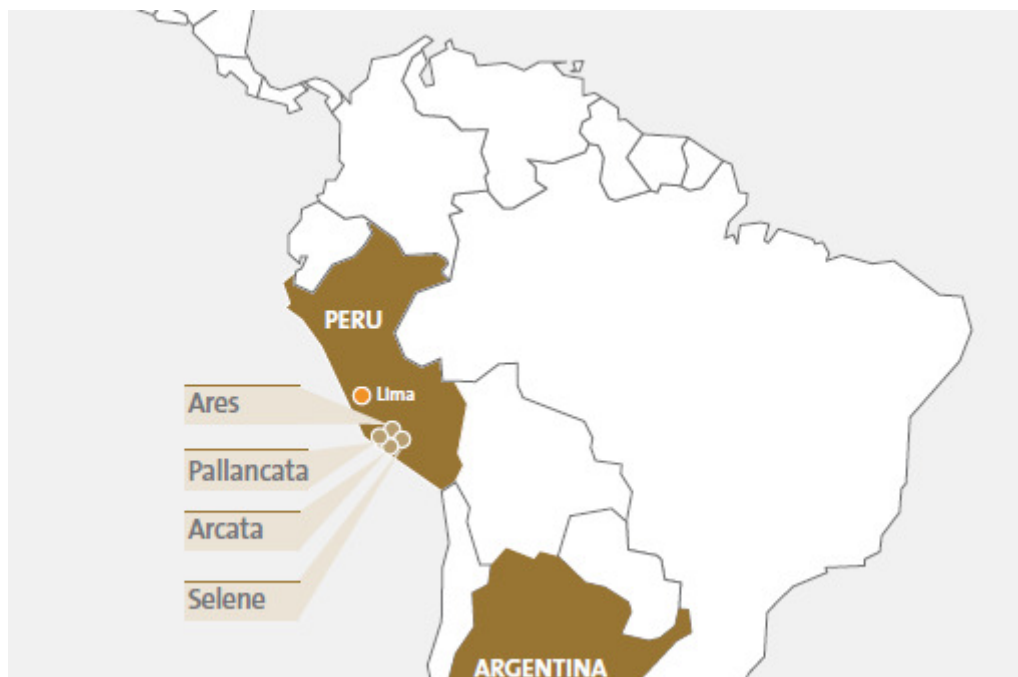 PERU
Lima
Ares
Pallancata
Arcata
Selene
ARGENTINA